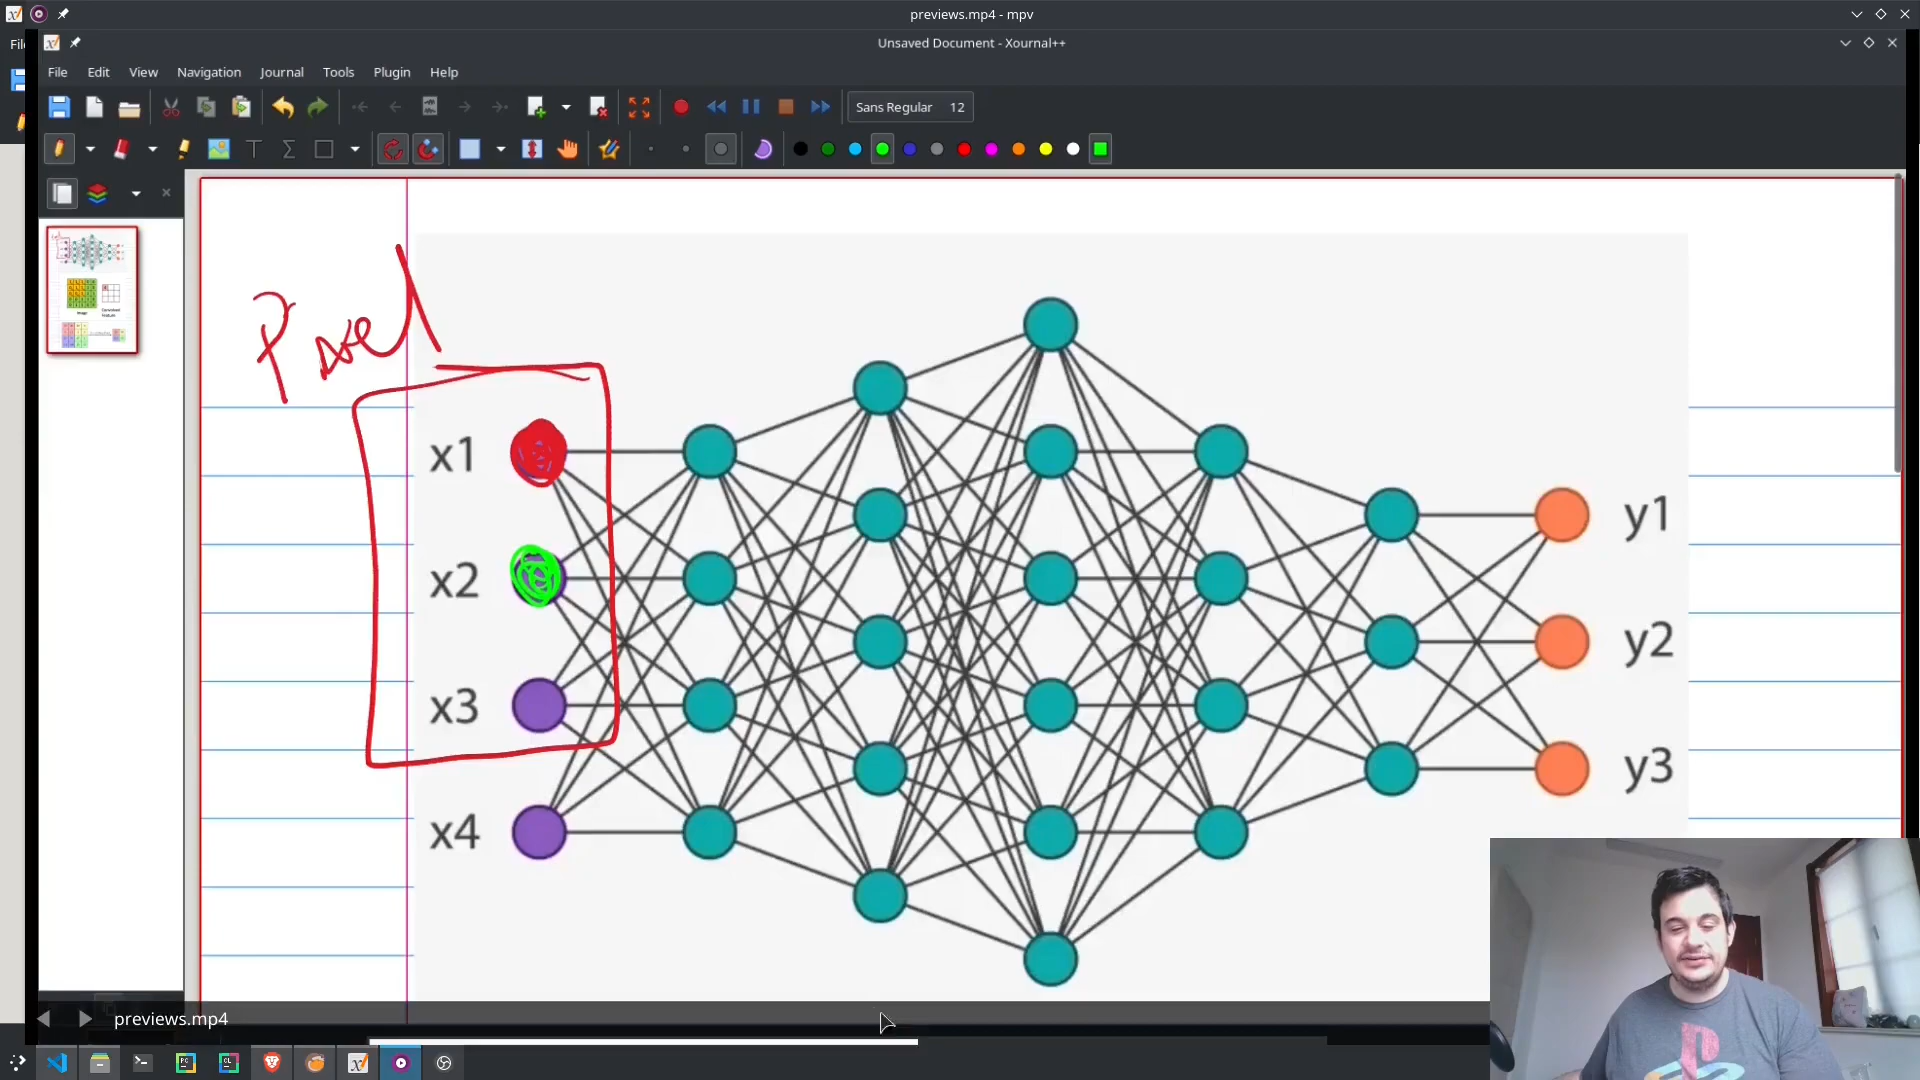 previews.mp4 - mpv
Unsaved Document - Xournal++
File Edit View Navigation Journal Tools Plugin Help
Sans Regular 12
Pixel
x1
x2
x3
x4
y1
y2
y3
previews.mp4